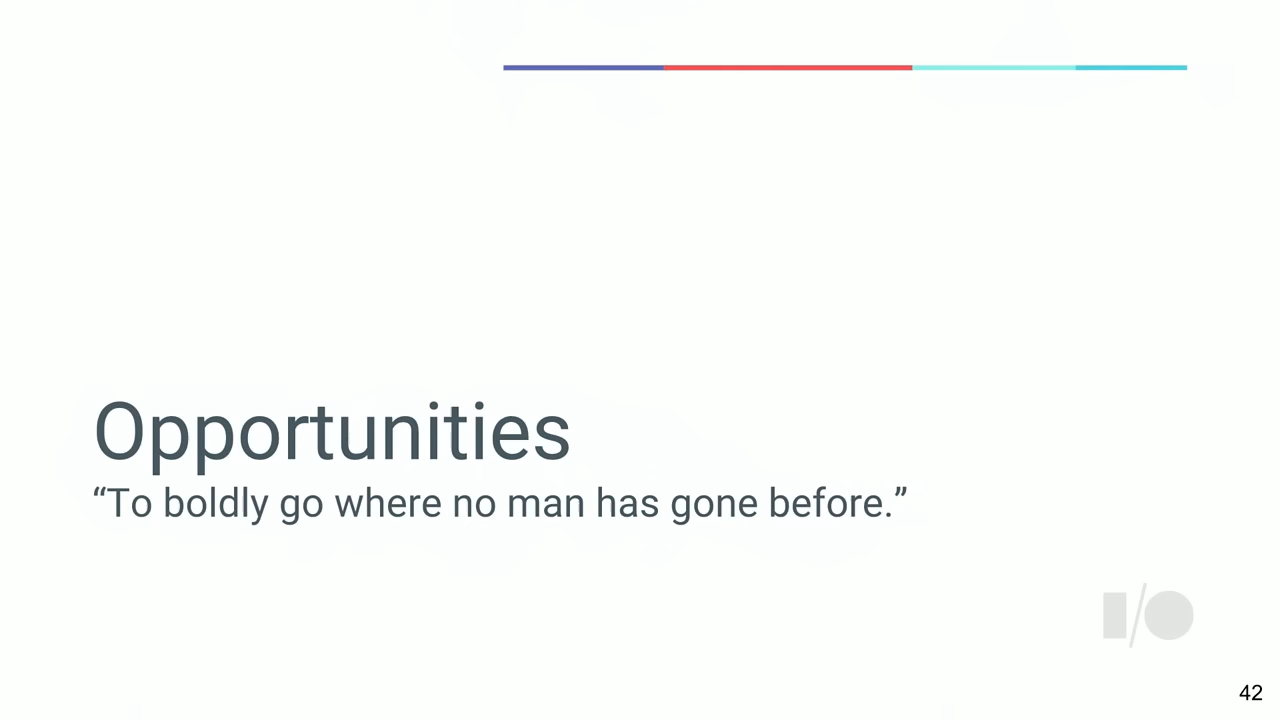 Opportunities
“To boldly go where no man has gone before.”
I/O
42